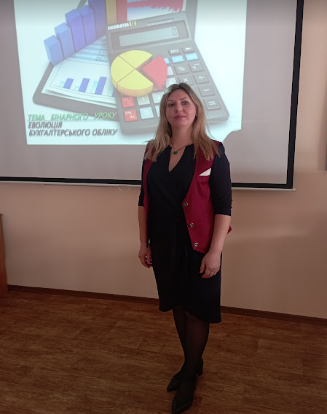 ТЕМА БІНАРНОГО УРОКУ
ЕВОЛЮЦІЯ
БУХГАЛТЕРСЬКОГО ОБЛІКУ